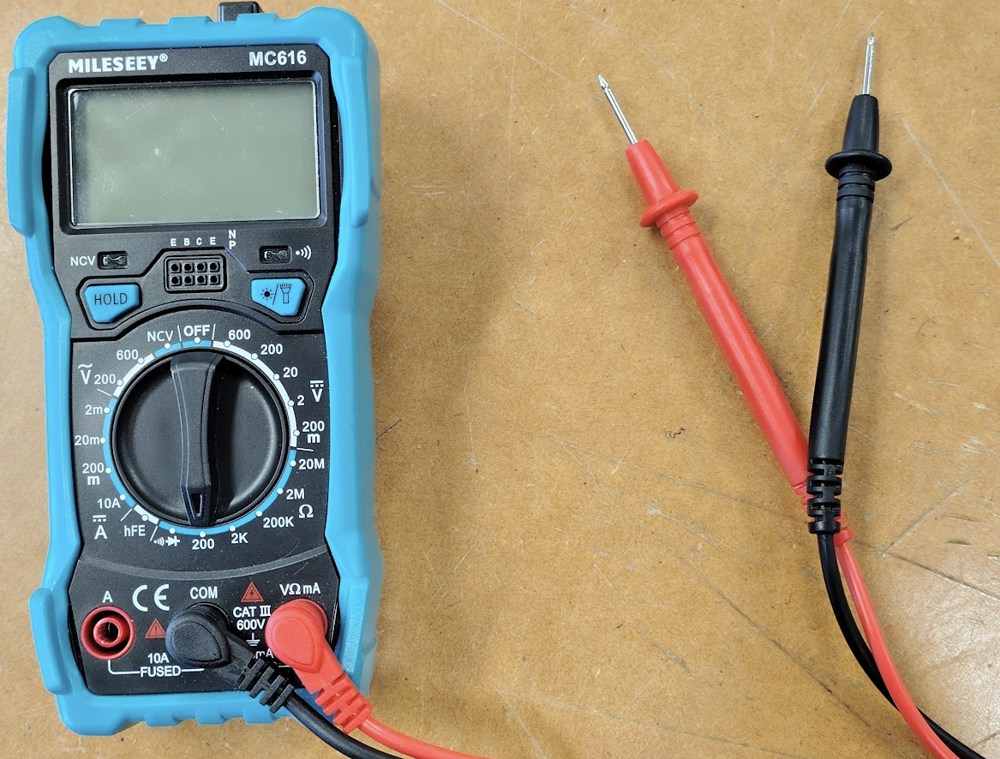 MILESEEY® MC616
E B C E N
P
NCV •)))
HOLD
NCV OFF 600
600 200
Ṽ 200 20
V
2m 2
20m 200
m
200
m 20M
10A 2M
A Ω
hFE 200K
200 2K
A CE COM VΩmA
CAT III
600V
10A mA
FUSED